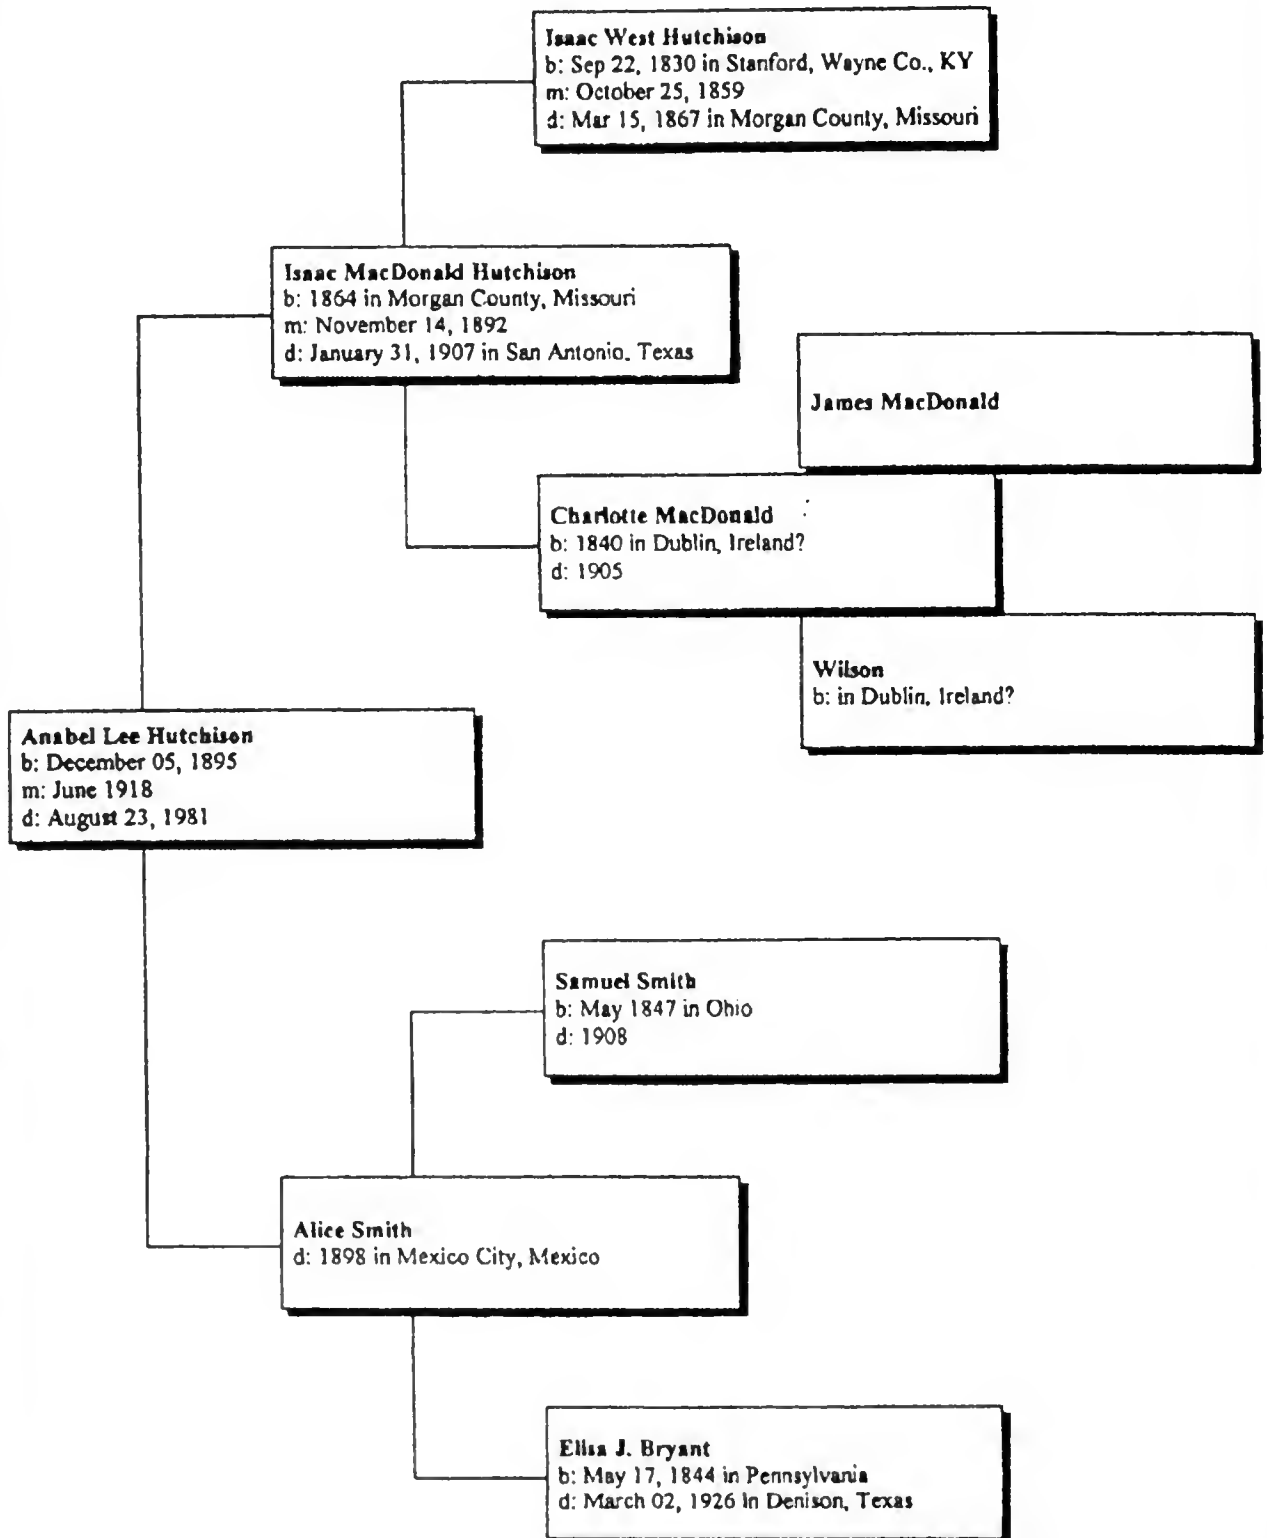 Isaac West Hutchison
b: Sep 22, 1830 in Stanford, Wayne Co., KY
m: October 25, 1859
d: Mar 15, 1867 in Morgan County, Missouri
Isaac MacDonald Hutchison
b: 1864 in Morgan County, Missouri
m: November 14, 1892
d: January 31, 1907 in San Antonio, Texas
James MacDonald
Charlotte MacDonald
b: 1840 in Dublin, Ireland?
d: 1905
Wilson
b: in Dublin, Ireland?
Anabel Lee Hutchison
b: December 05, 1895
m: June 1918
d: August 23, 1981
Samuel Smith
b: May 1847 in Ohio
d: 1908
Alice Smith
d: 1898 in Mexico City, Mexico
Elisa J. Bryant
b: May 17, 1844 in Pennsylvania
d: March 02, 1926 in Denison, Texas